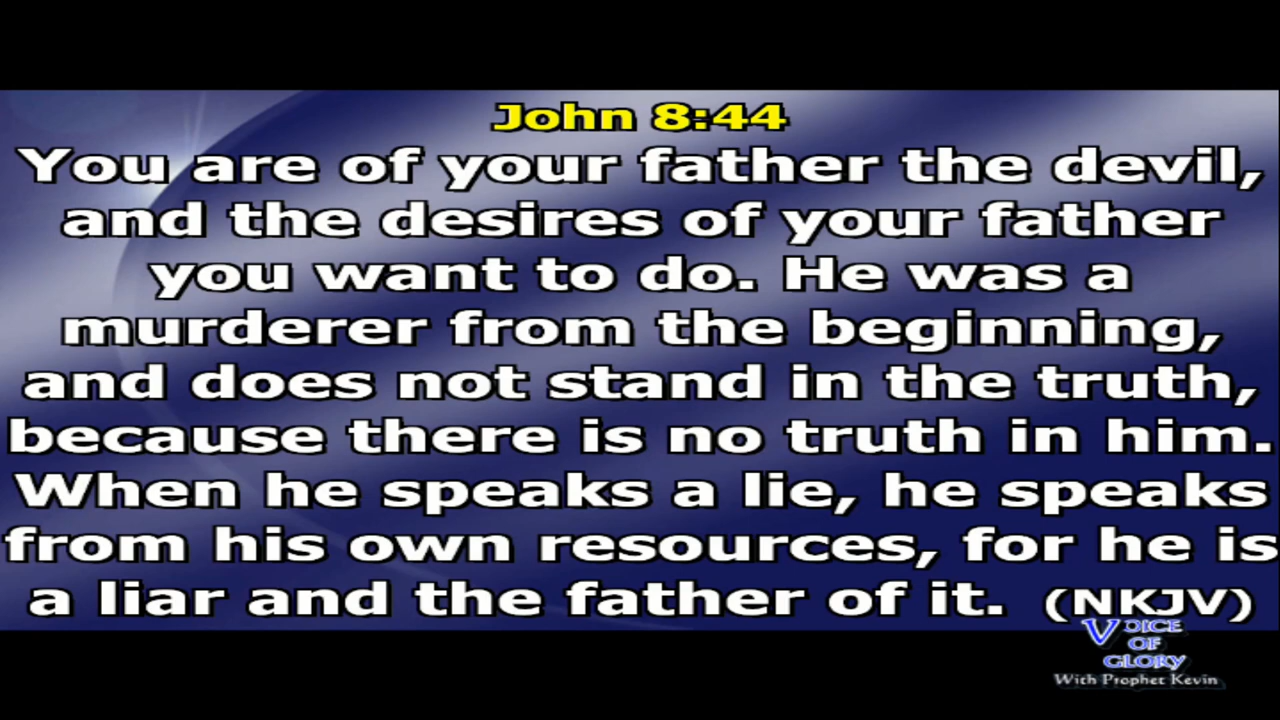 John 8:44
You are of your father the devil,
and the desires of your father
you want to do. He was a
murderer from the beginning,
and does not stand in the truth,
because there is no truth in him.
When he speaks a lie, he speaks
from his own resources, for he is
a liar and the father of it. (NKJV)
VOICE
OF
GLORY
With Prophet Kevin